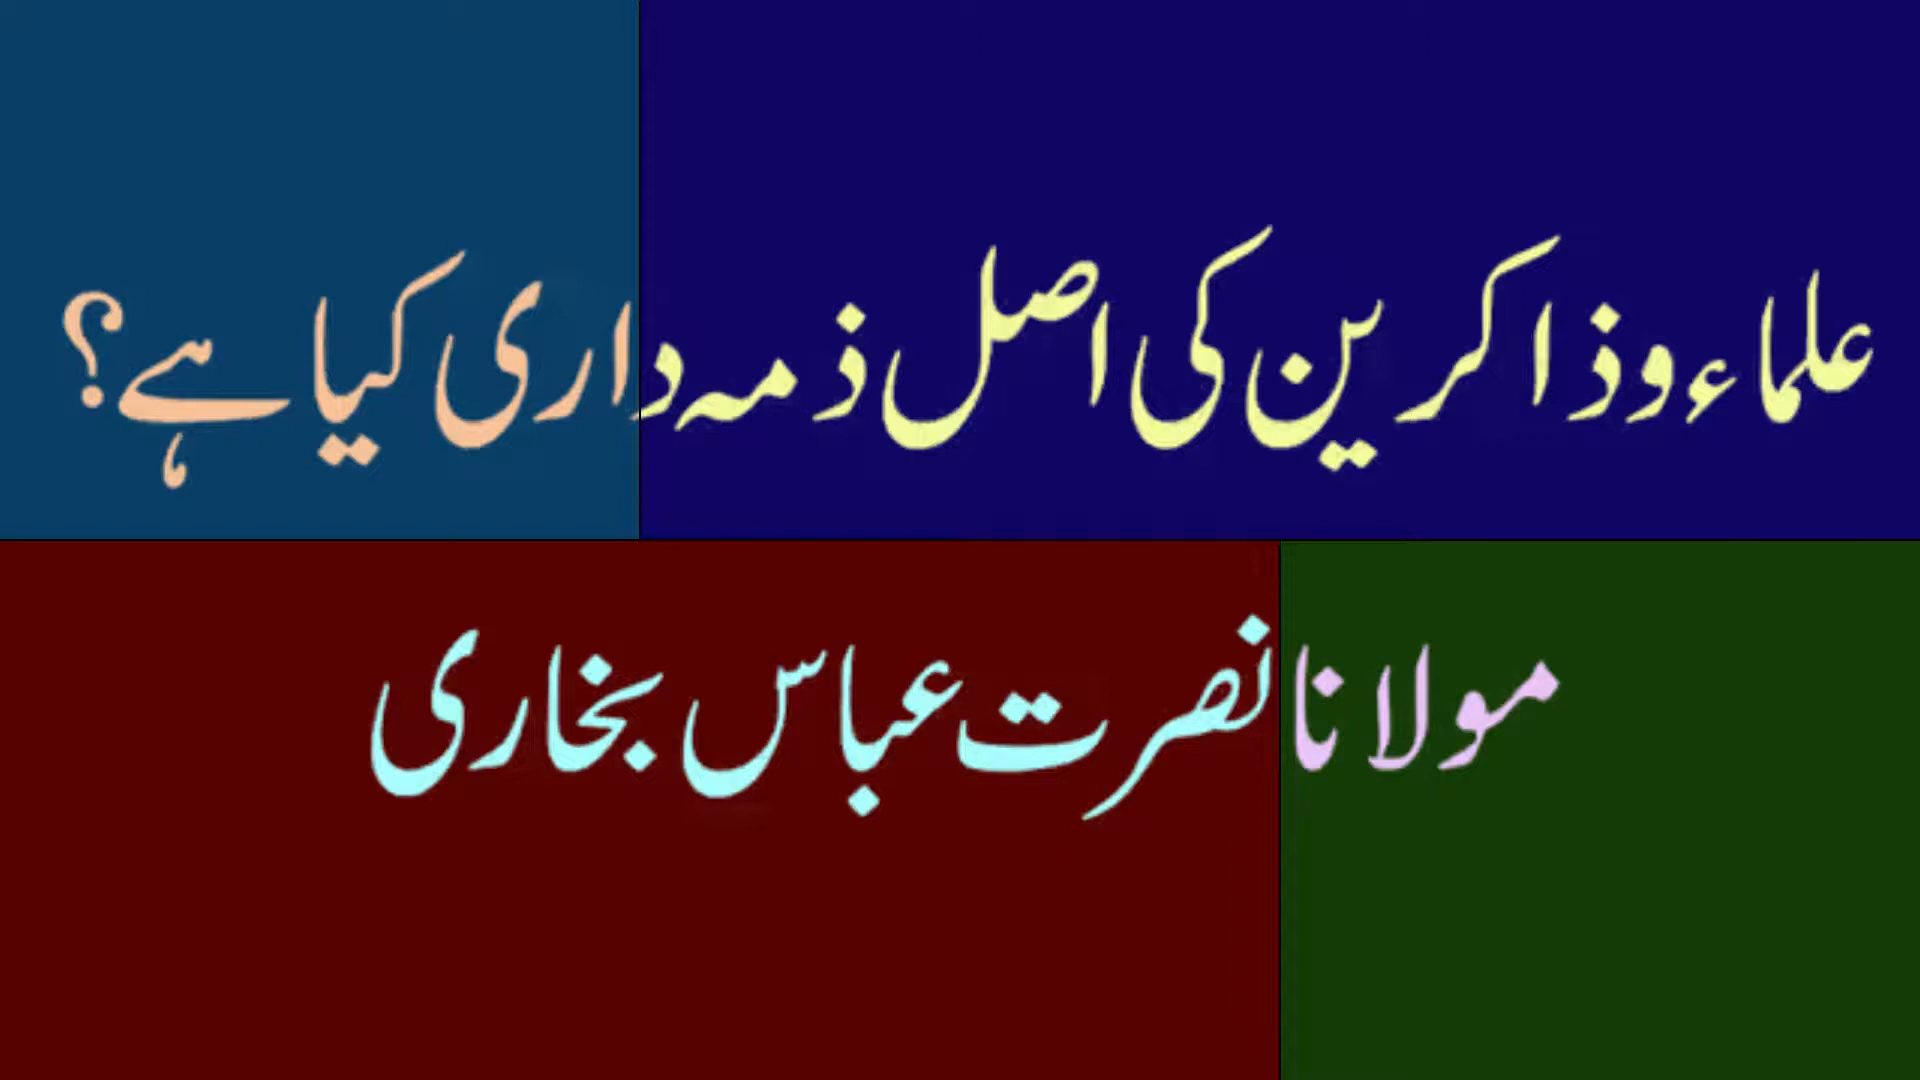 علماء وذاکرین کی اصل ذمہ داری کیا ہے؟
مولانا نصرت عباس بخاری